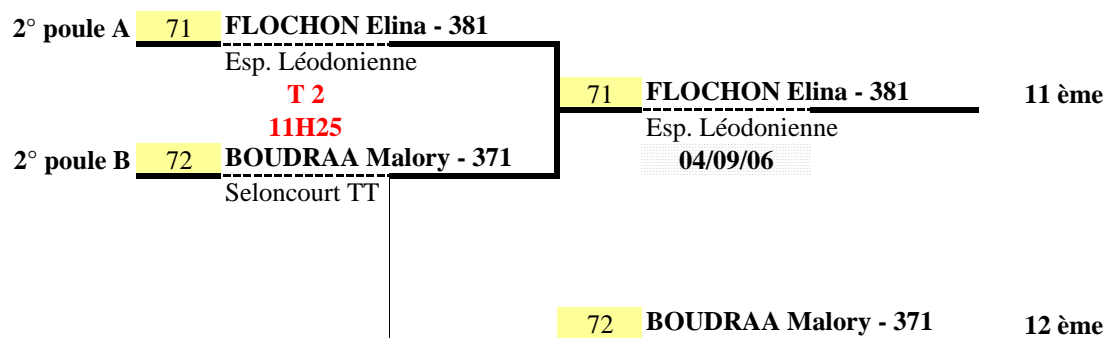 2° poule A 71 FLOCHON Elina - 381
Esp. Léodonienne
T 2
11H25
2° poule B 72 BOUDRAA Malory - 371
Seloncourt TT
71 FLOCHON Elina - 381 11 ème
Esp. Léodonienne
04/09/06
72 BOUDRAA Malory - 371 12 ème